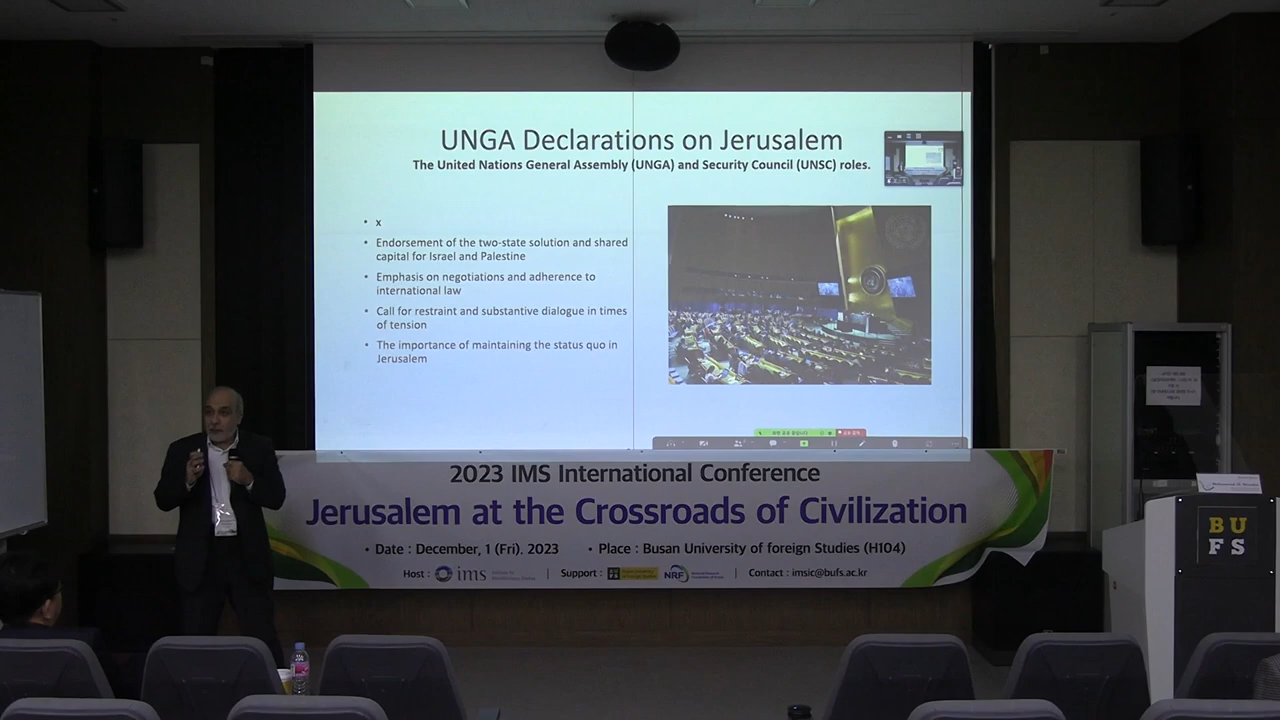 UNGA Declarations on Jerusalem
The United Nations General Assembly (UNGA) and Security Council (UNSC) roles.
• x
• Endorsement of the two-state solution and shared
capital for Israel and Palestine
• Emphasis on negotiations and adherence to
international law
• Call for restraint and substantive dialogue in times
of tension
• The importance of maintaining the status quo in
Jerusalem
2023 IMS International Conference
Jerusalem at the Crossroads of Civilization
• Date : December, 1 (Fri). 2023 • Place : Busan University of foreign Studies (H104)
Host : ims | Support : NRF | Contact : imsic@bufs.ac.kr
BU
FS